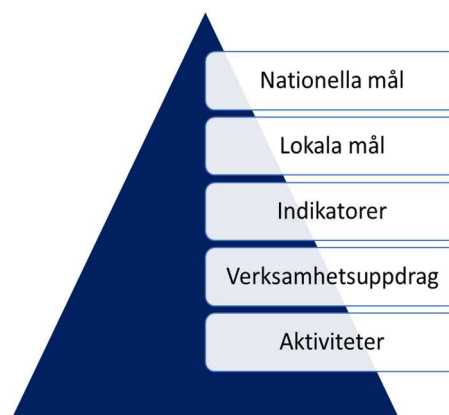 Nationella mål
Lokala mål
Indikatorer
Verksamhetsuppdrag
Aktiviteter